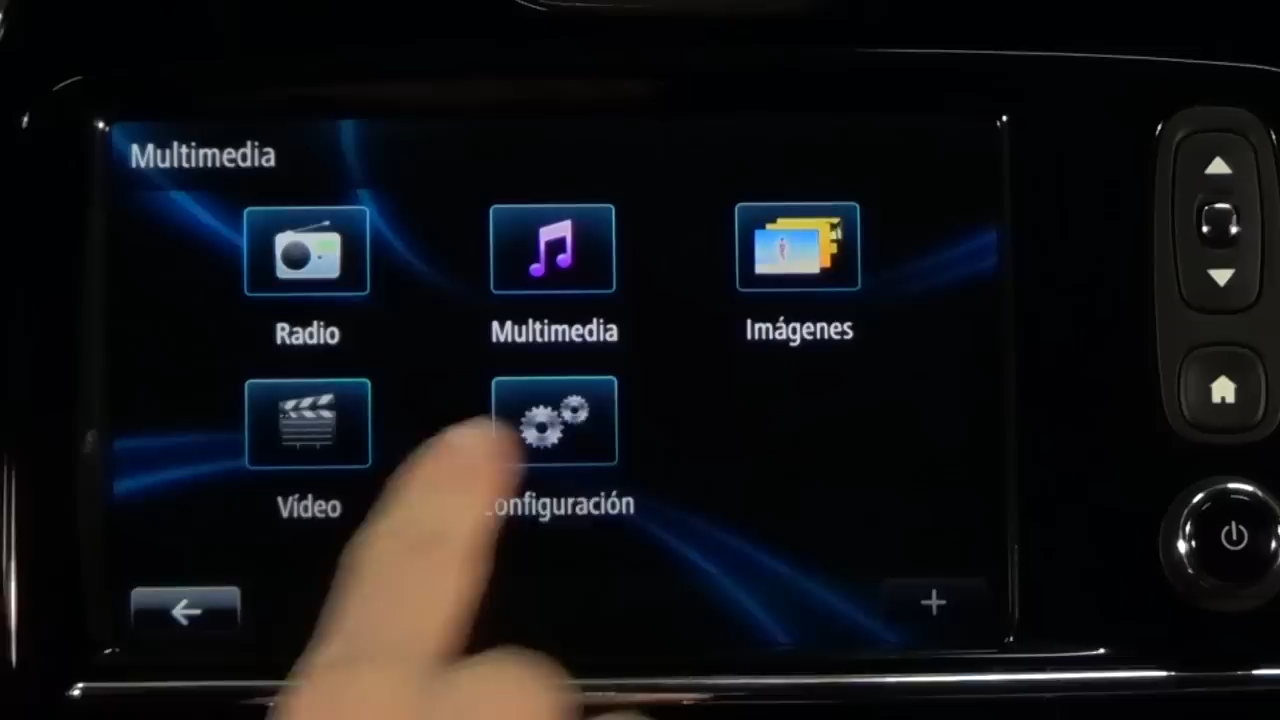 Multimedia
Radio
Multimedia
Imágenes
Vídeo
onfiguración